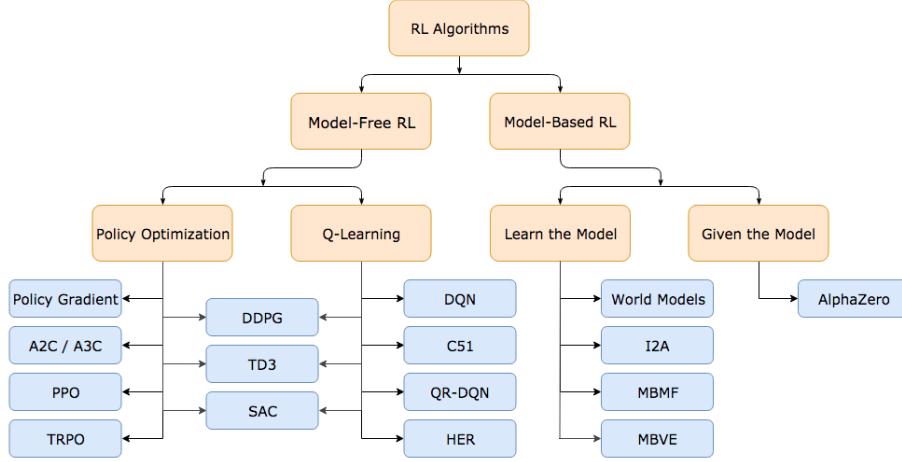 RL Algorithms
Model-Free RL
Model-Based RL
Policy Optimization
Q-Learning
Learn the Model
Given the Model
Policy Gradient
DDPG
DQN
World Models
AlphaZero
A2C / A3C
TD3
C51
I2A
PPO
SAC
QR-DQN
MBMF
TRPO
HER
MBVE